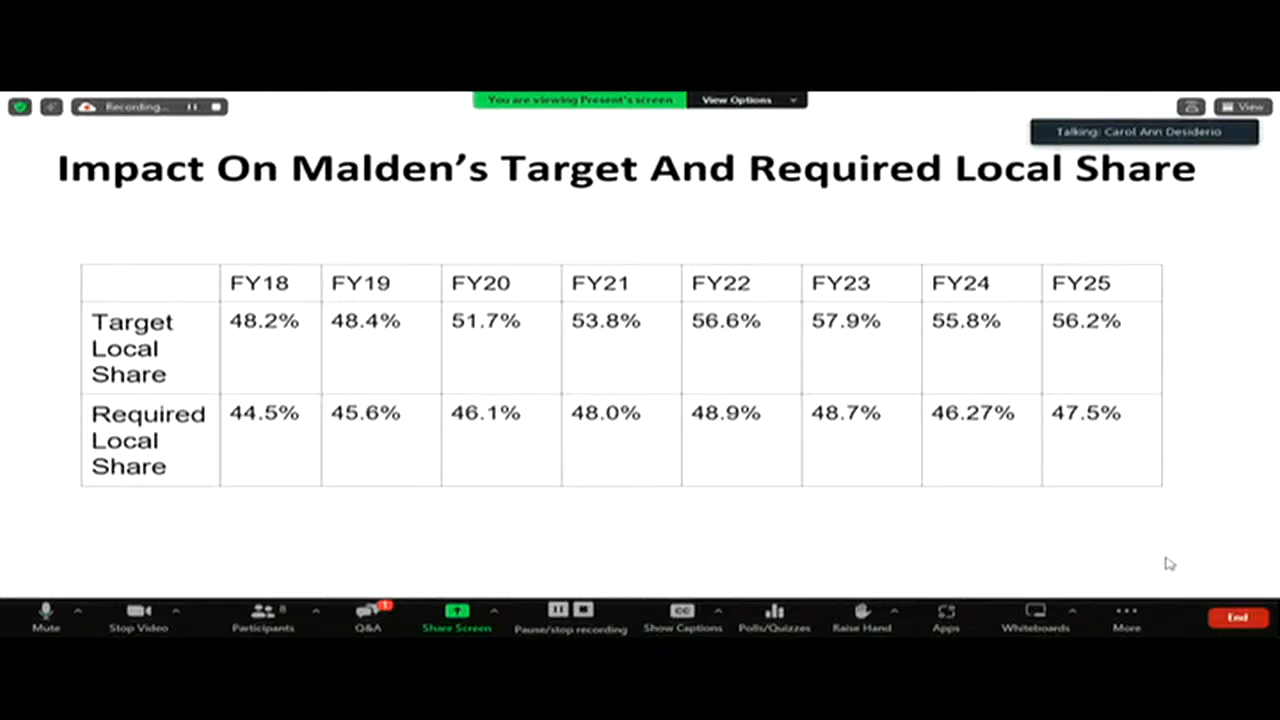 You are viewing Present's screen View Options
Recording...
View
Talking: Carol Ann Desiderio
Impact On Malden's Target And Required Local Share
FY18 FY19 FY20 FY21 FY22 FY23 FY24 FY25
Target Local Share 48.2% 48.4% 51.7% 53.8% 56.6% 57.9% 55.8% 56.2%
Required Local Share 44.5% 45.6% 46.1% 48.0% 48.9% 48.7% 46.27% 47.5%
Mute Stop Video Participants 8 Q&A 1 Share Screen Pause/stop recording CC Show Captions Polls/Quizzes Raise Hand Apps Whiteboards More End